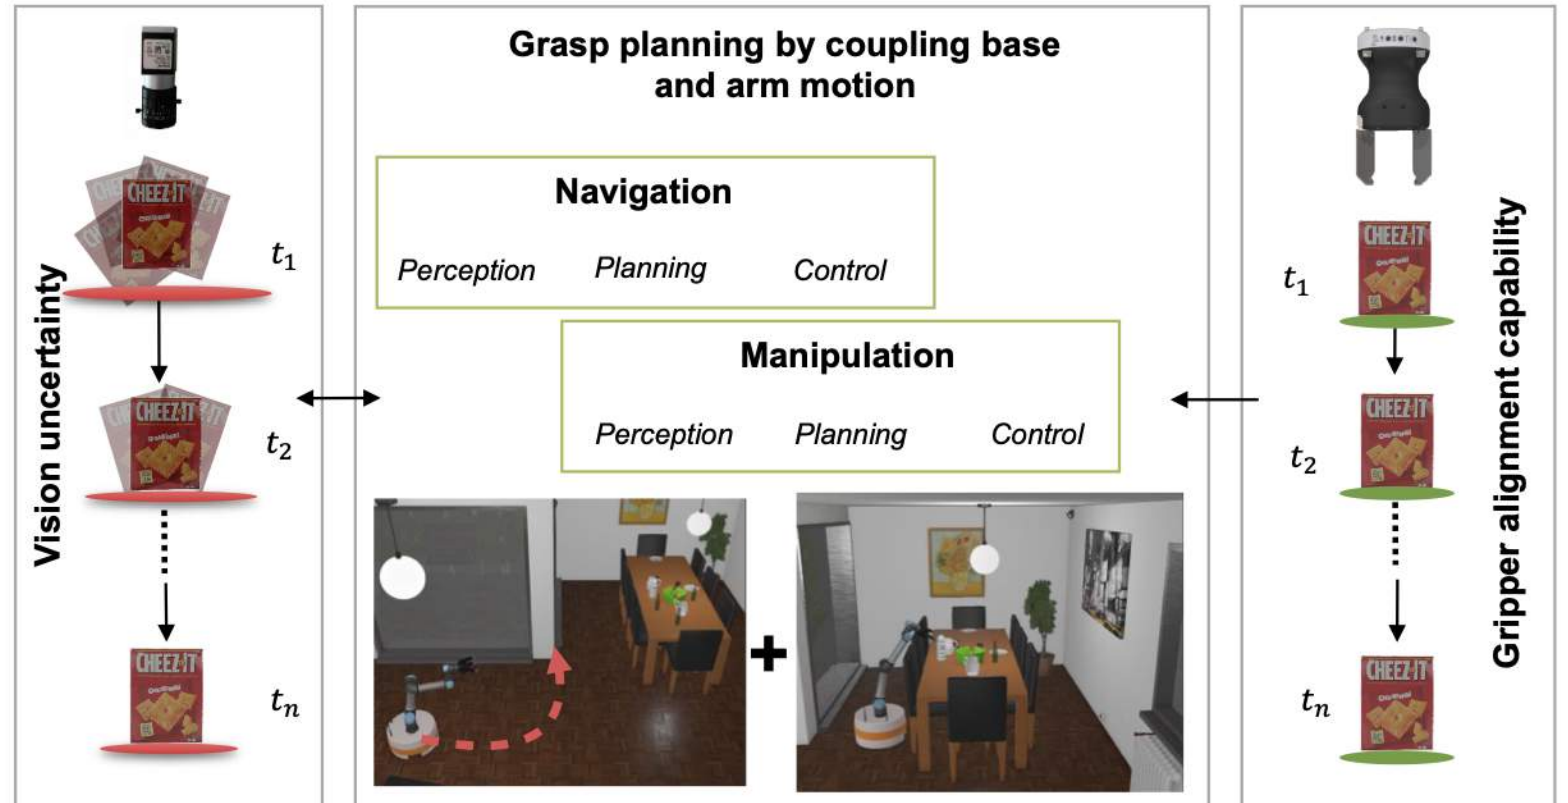 Vision uncertainty
CHEEZ-IT
t1
CHEEZ-IT
t2
CHEEZ-IT
tn
Grasp planning by coupling base
and arm motion
Navigation
Perception Planning Control
Manipulation
Perception Planning Control
+
Gripper alignment capability
CHEEZ-IT
t1
CHEEZ-IT
t2
CHEEZ-IT
tn